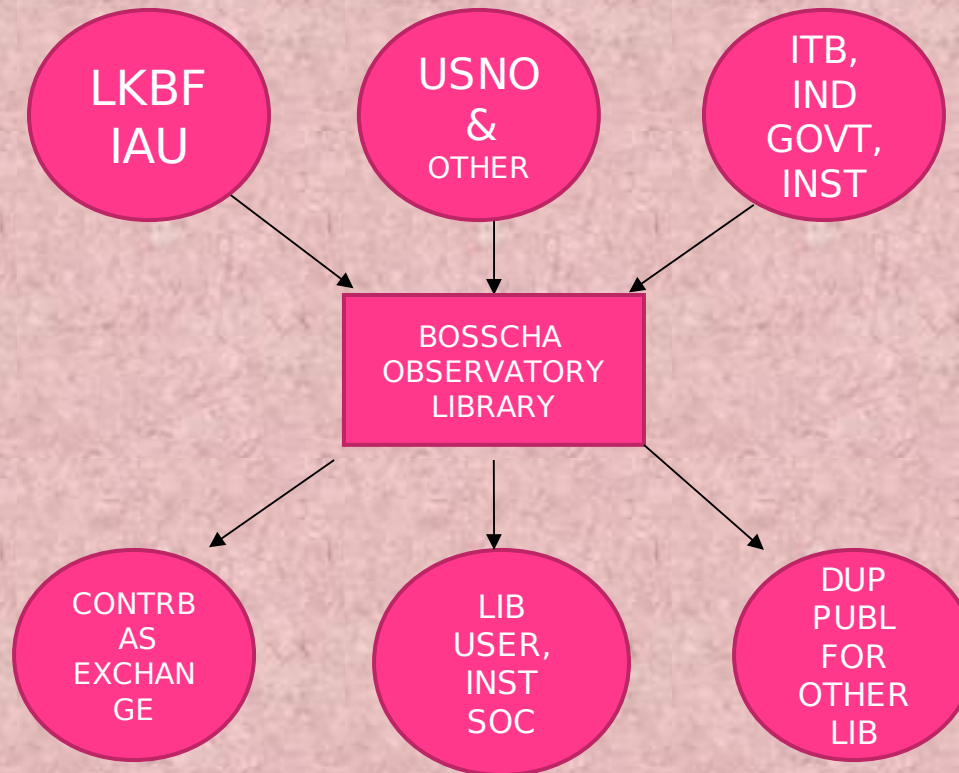 LKBF
IAU
USNO
&
OTHER
ITB,
IND
GOVT,
INST
BOSSCHA
OBSERVATORY
LIBRARY
CONTRB
AS
EXCHAN
GE
LIB
USER,
INST
SOC
DUP
PUBL
FOR
OTHER
LIB